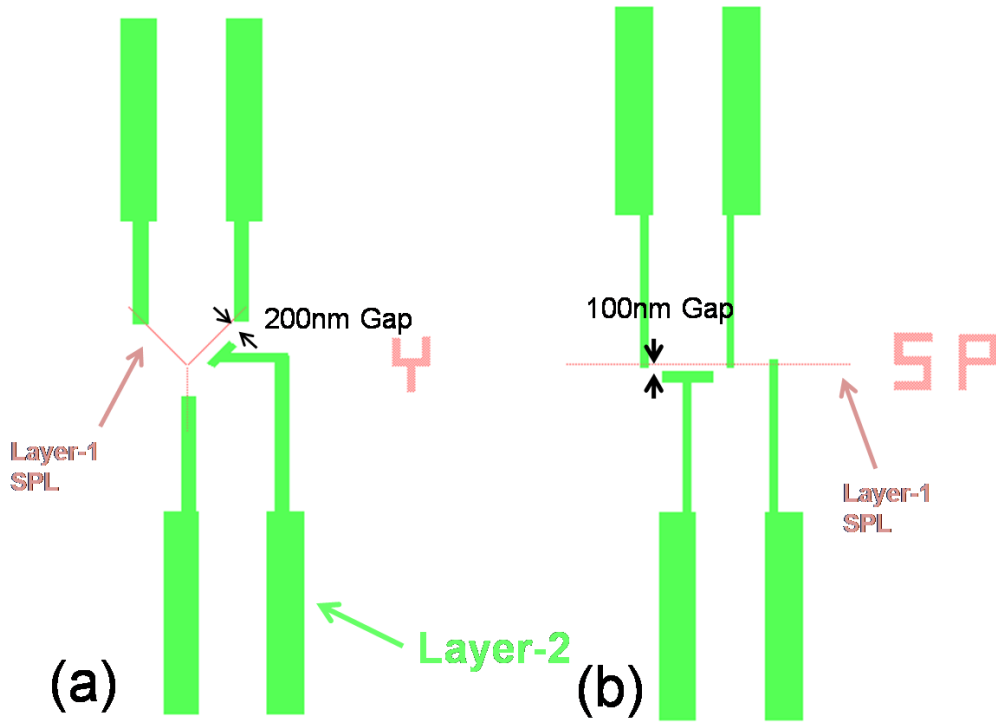 200nm Gap
Y
Layer-1
SPL
Layer-2
(a)
100nm Gap
SP
Layer-1
SPL
(b)